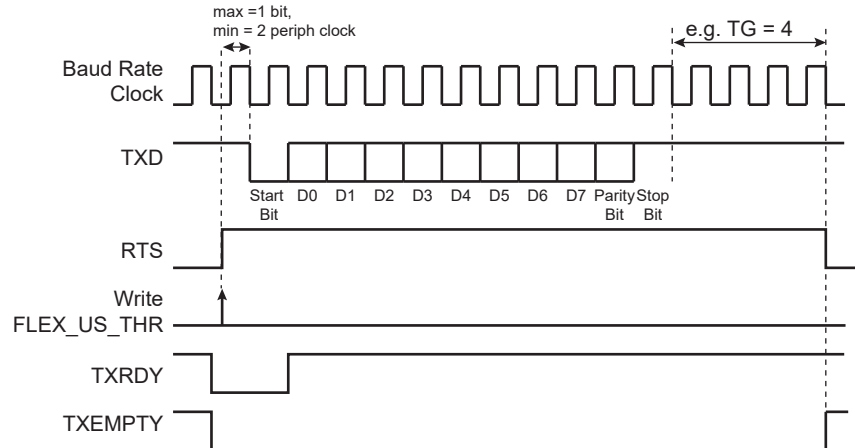 max =1 bit,
min = 2 periph clock
e.g. TG = 4
Baud Rate
Clock
TXD
Start
Bit
D0
D1
D2
D3
D4
D5
D6
D7
Parity
Bit
Stop
Bit
RTS
Write
FLEX_US_THR
TXRDY
TXEMPTY